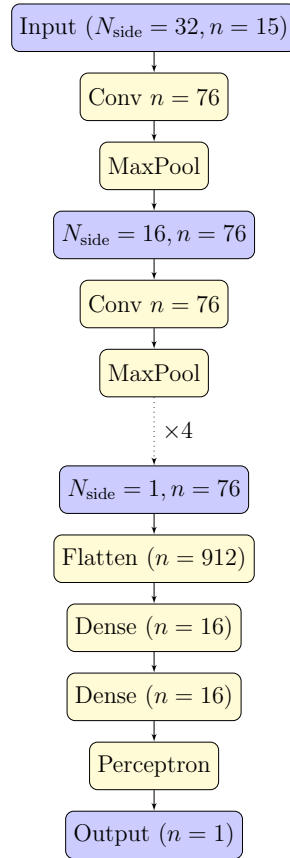 Input (N_side = 32, n = 15)
Conv n = 76
MaxPool
N_side = 16, n = 76
Conv n = 76
MaxPool
×4
N_side = 1, n = 76
Flatten (n = 912)
Dense (n = 16)
Dense (n = 16)
Perceptron
Output (n = 1)